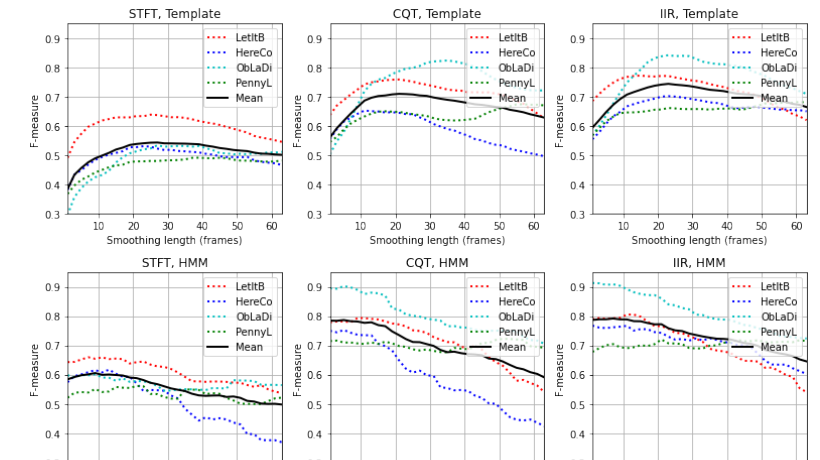 STFT, Template
F-measure
0.9
0.8
0.7
0.6
0.5
0.4
0.3
10 20 30 40 50 60
Smoothing length (frames)
LetItB
HereCo
ObLaDi
PennyL
Mean
CQT, Template
F-measure
0.9
0.8
0.7
0.6
0.5
0.4
0.3
10 20 30 40 50 60
Smoothing length (frames)
LetItB
HereCo
ObLaDi
PennyL
Mean
IIR, Template
F-measure
0.9
0.8
0.7
0.6
0.5
0.4
0.3
10 20 30 40 50 60
Smoothing length (frames)
LetItB
HereCo
ObLaDi
PennyL
Mean
STFT, HMM
F-measure
0.9
0.8
0.7
0.6
0.5
0.4
LetItB
HereCo
ObLaDi
PennyL
Mean
CQT, HMM
F-measure
0.9
0.8
0.7
0.6
0.5
0.4
LetItB
HereCo
ObLaDi
PennyL
Mean
IIR, HMM
F-measure
0.9
0.8
0.7
0.6
0.5
0.4
LetItB
HereCo
ObLaDi
PennyL
Mean